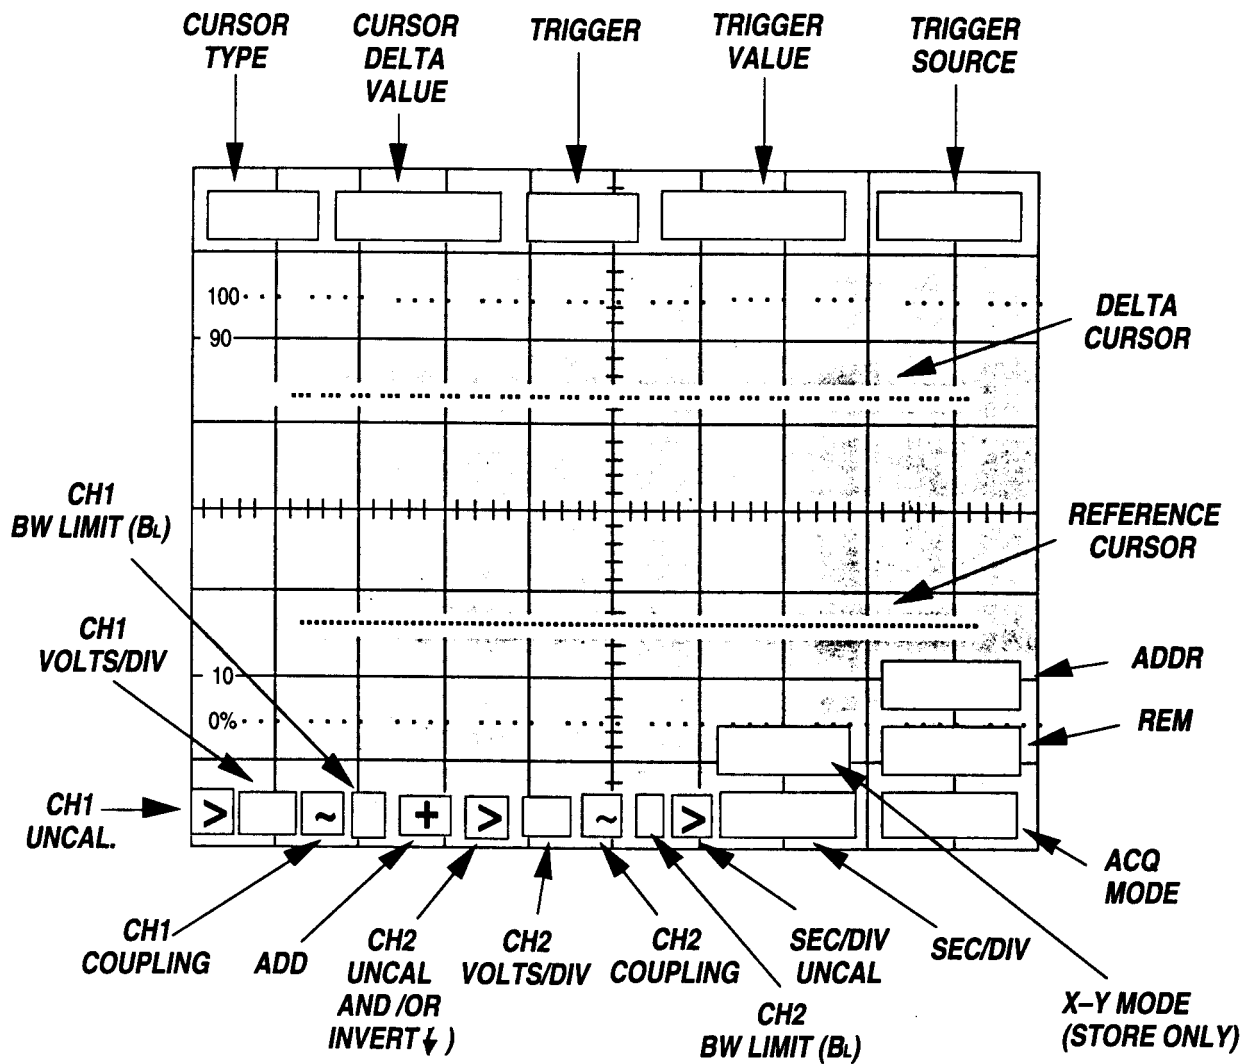 CURSOR
TYPE
CURSOR
DELTA
VALUE
TRIGGER
TRIGGER
VALUE
TRIGGER
SOURCE
100
90
DELTA
CURSOR
CH1
BW LIMIT (BL)
REFERENCE
CURSOR
CH1
VOLTS/DIV
10
0%
ADDR
REM
CH1
UNCAL.
> ~ + > ~ >
ACQ
MODE
CH1
COUPLING
ADD
CH2
UNCAL
AND /OR
INVERT ↓ )
CH2
VOLTS/DIV
CH2
COUPLING
SEC/DIV
UNCAL
SEC/DIV
CH2
BW LIMIT (BL)
X–Y MODE
(STORE ONLY)